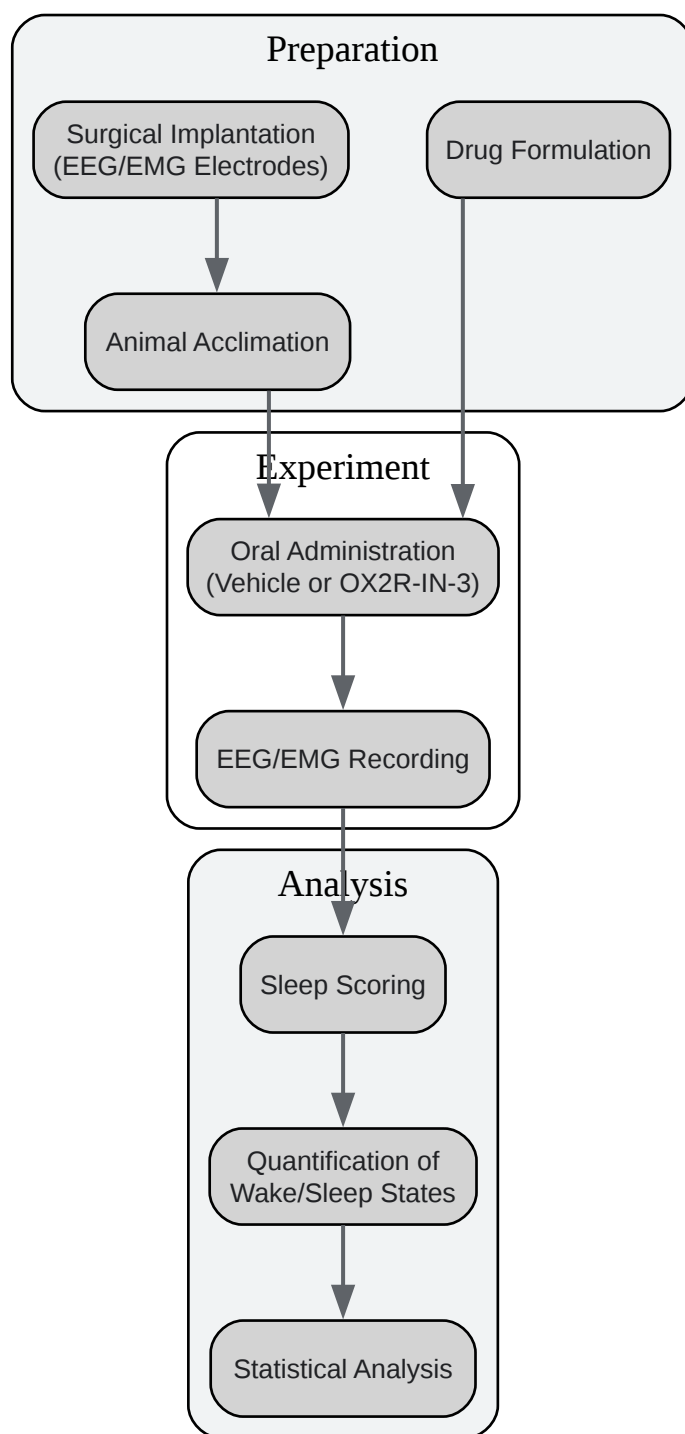 Preparation
Surgical Implantation
(EEG/EMG Electrodes)
Drug Formulation
Animal Acclimation
Experiment
Oral Administration
(Vehicle or OX2R-IN-3)
EEG/EMG Recording
Analysis
Sleep Scoring
Quantification of
Wake/Sleep States
Statistical Analysis